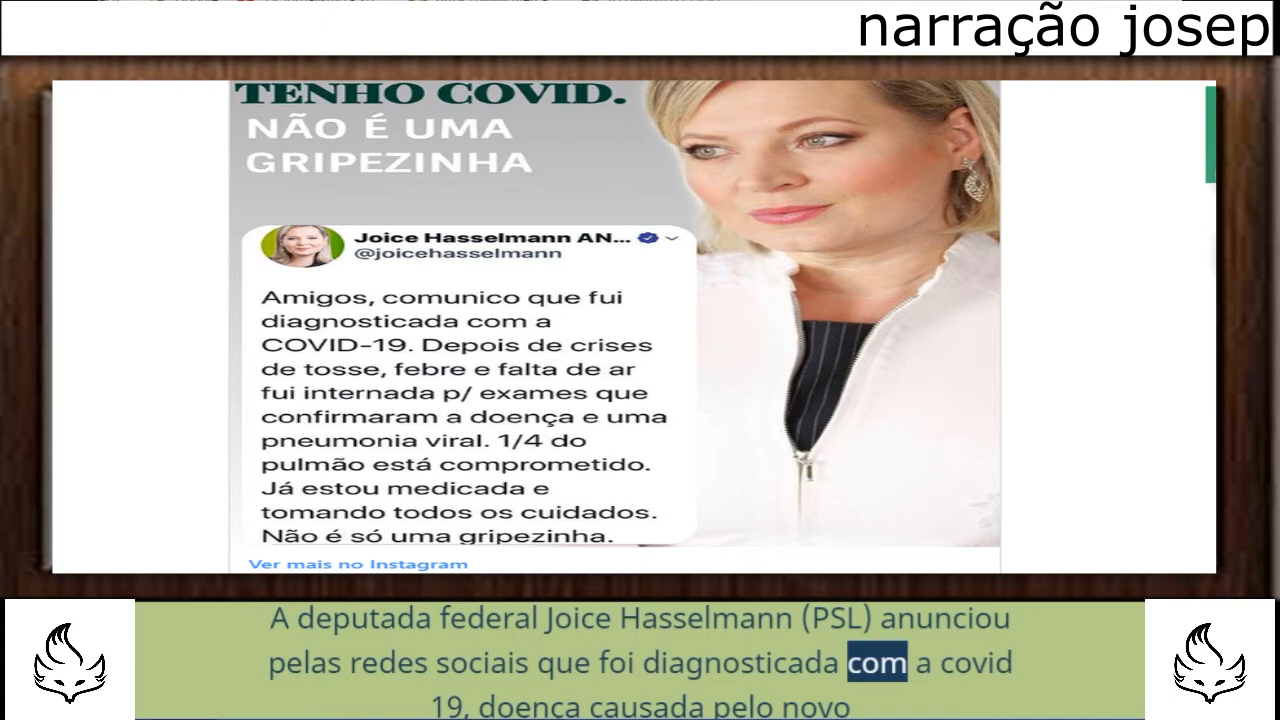 narração josep
TENHO COVID.
NÃO É UMA
GRIPEZINHA
Joice Hasselmann AN...
@joicehasselmann
Amigos, comunico que fui
diagnosticada com a
COVID-19. Depois de crises
de tosse, febre e falta de ar
fui internada p/ exames que
confirmaram a doença e uma
pneumonia viral. 1/4 do
pulmão está comprometido.
Já estou medicada e
tomando todos os cuidados.
Não é só uma gripezinha.
Ver mais no Instagram
A deputada federal Joice Hasselmann (PSL) anunciou
pelas redes sociais que foi diagnosticada com a covid
19, doença causada pelo novo